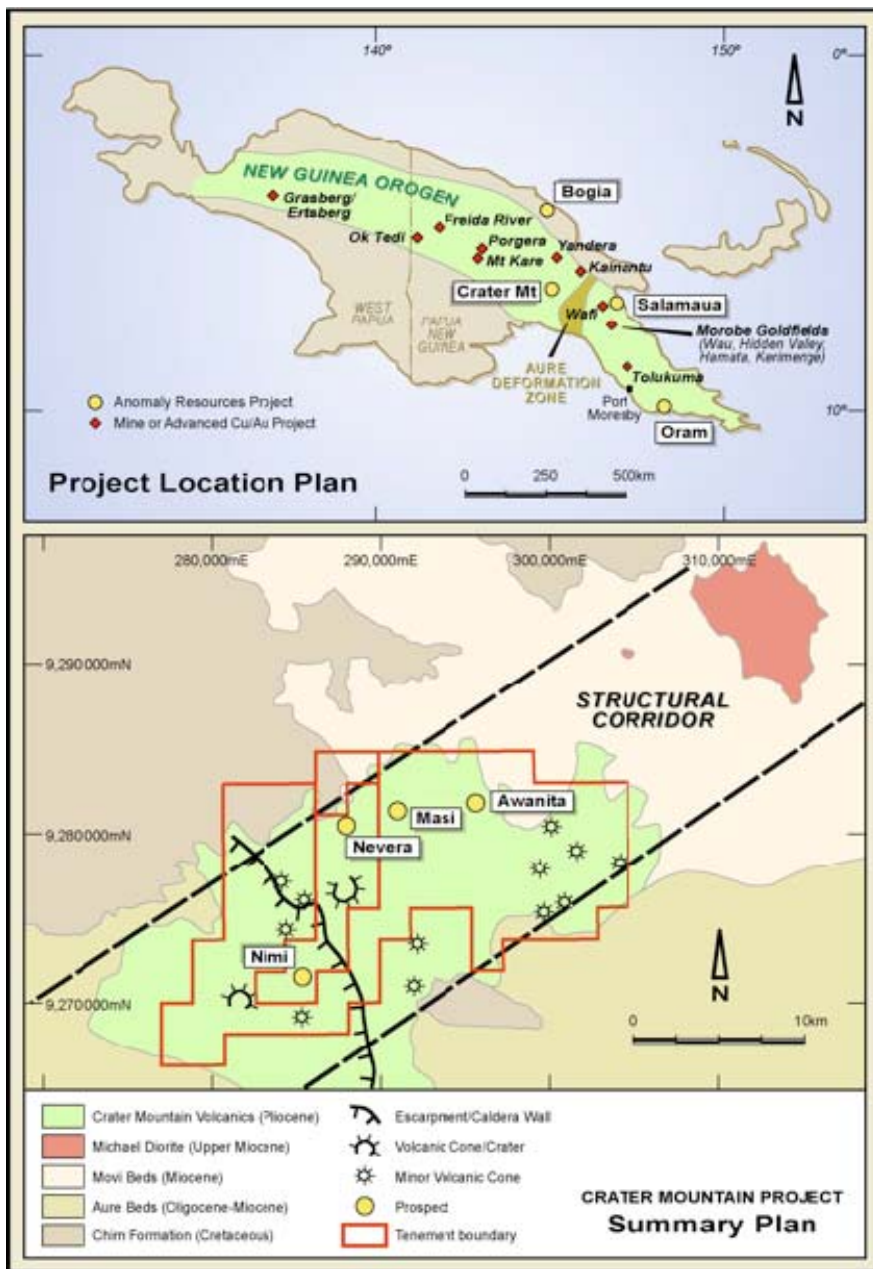 140º
150º
0º
N
NEW GUINEA OROGEN
Bogia
Grasberg/
Ertsberg
Freida River
Ok Tedi
Porgera
Yandera
Mt Kare
Kainantu
Crater Mt
Wafi
Salamaua
WEST
PAPUA
PAPUA
NEW
GUINEA
Morobe Goldfields
(Wau, Hidden Valley,
Hamata, Kerimenge)
AURE
DEFORMATION
ZONE
Tolukuma
Anomaly Resources Project
Port
Moresby
Mine or Advanced Cu/Au Project
10º
Oram
Project Location Plan
0 250 500km
280,000mE
290,000mE
300,000mE
310,000mE
9,290000mN
STRUCTURAL
CORRIDOR
Awanita
Masi
9,280000mN
Nevera
Nimi
N
9,270000mN
0 10km
Crater Mountain Volcanics (?liocene)
Michael Diorite (Upper Miocene)
Movi Beds (Miocene)
Aure Beds (Oligocene-Miocene)
Chim Formation (Cretaceous)
Escarpment/Caldera Wall
Volcanic Cone/Crater
Minor Volcanic Cone
Prospect
Tenement boundary
CRATER MOUNTAIN PROJECT
Summary Plan